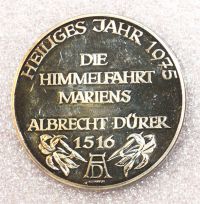 HEILIGES JAHR 1975
DIE
HIMMELFAHRT
MARIENS
ALBRECHT DÜRER
1516
AD